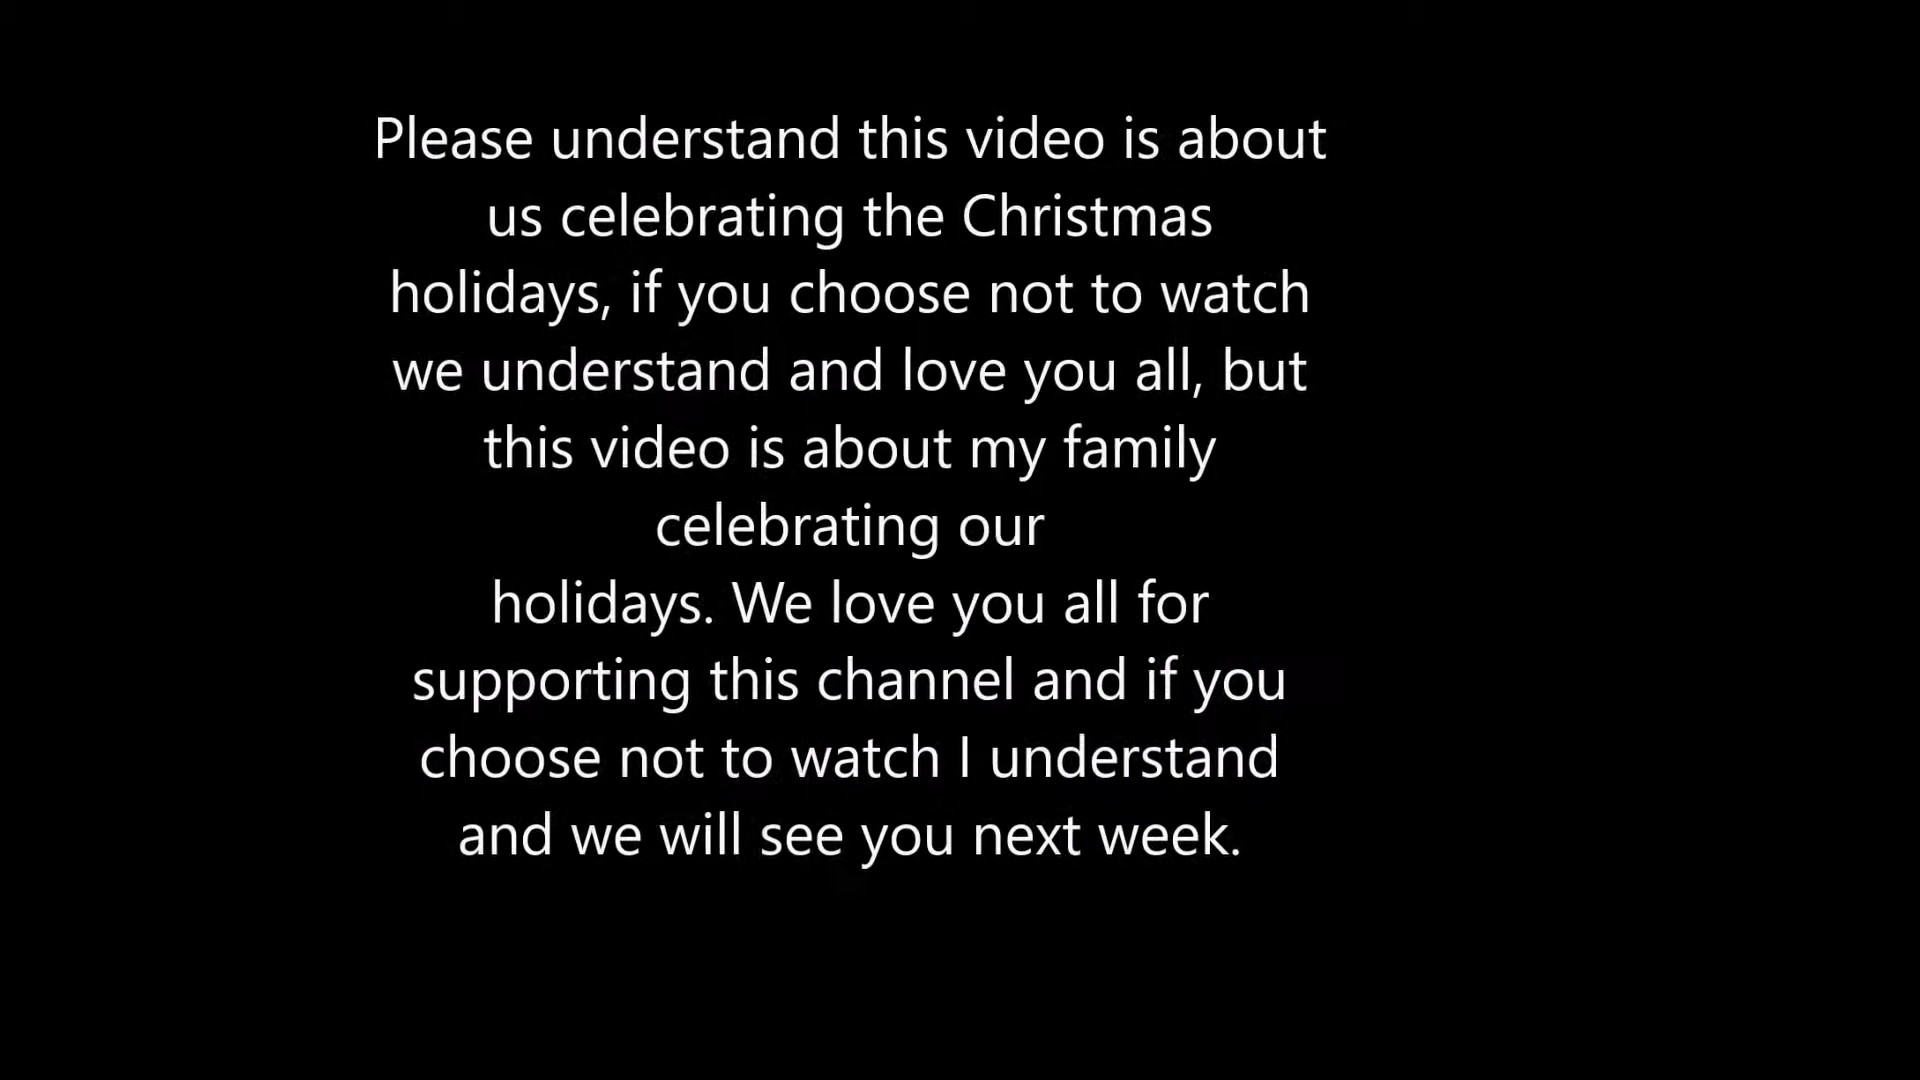 Please understand this video is about
us celebrating the Christmas
holidays, if you choose not to watch
we understand and love you all, but
this video is about my family
celebrating our
holidays. We love you all for
supporting this channel and if you
choose not to watch I understand
and we will see you next week.